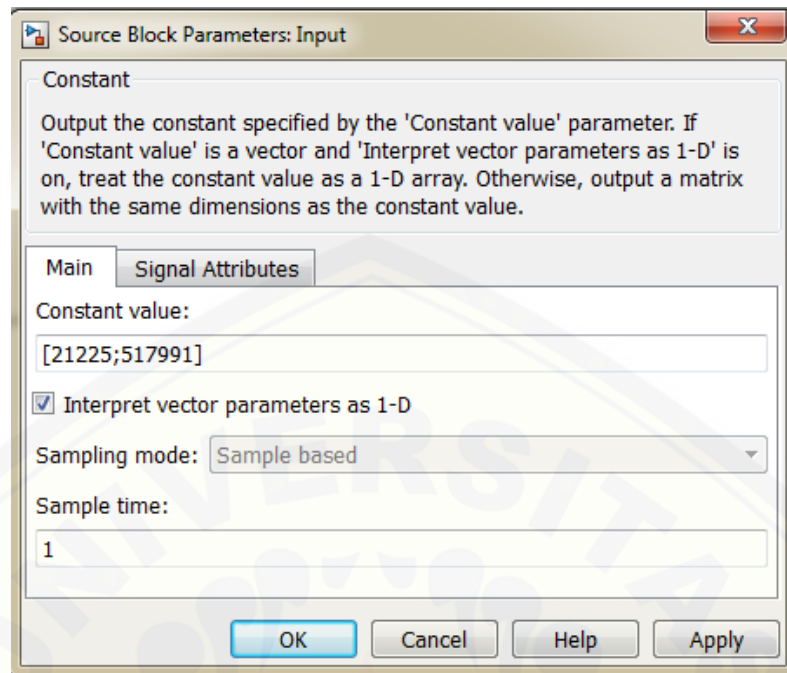 Source Block Parameters: Input
Constant
Output the constant specified by the 'Constant value' parameter. If
'Constant value' is a vector and 'Interpret vector parameters as 1-D' is
on, treat the constant value as a 1-D array. Otherwise, output a matrix
with the same dimensions as the constant value.
Main Signal Attributes
Constant value:
[21225;517991]
Interpret vector parameters as 1-D
Sampling mode: Sample based
Sample time:
1
OK Cancel Help Apply
UNIVERSITA